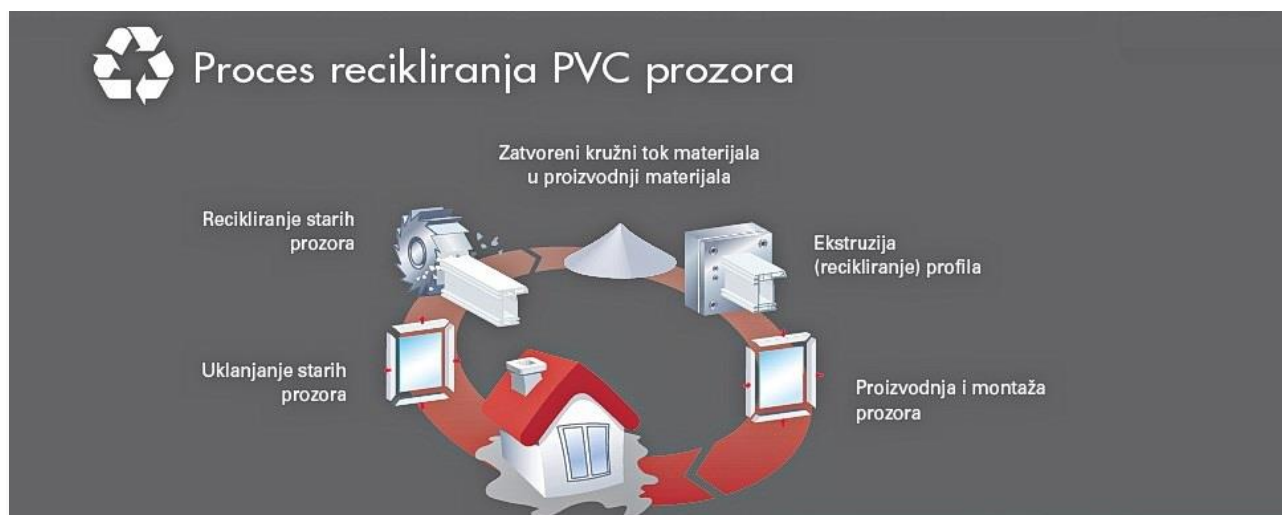 Proces recikliranja PVC prozora
Zatvoreni kružni tok materijala
u proizvodnji materijala
Recikliranje starih
prozora
Ekstruzija
(recikliranje) profila
Uklanjanje starih
prozora
Proizvodnja i montaža
prozora